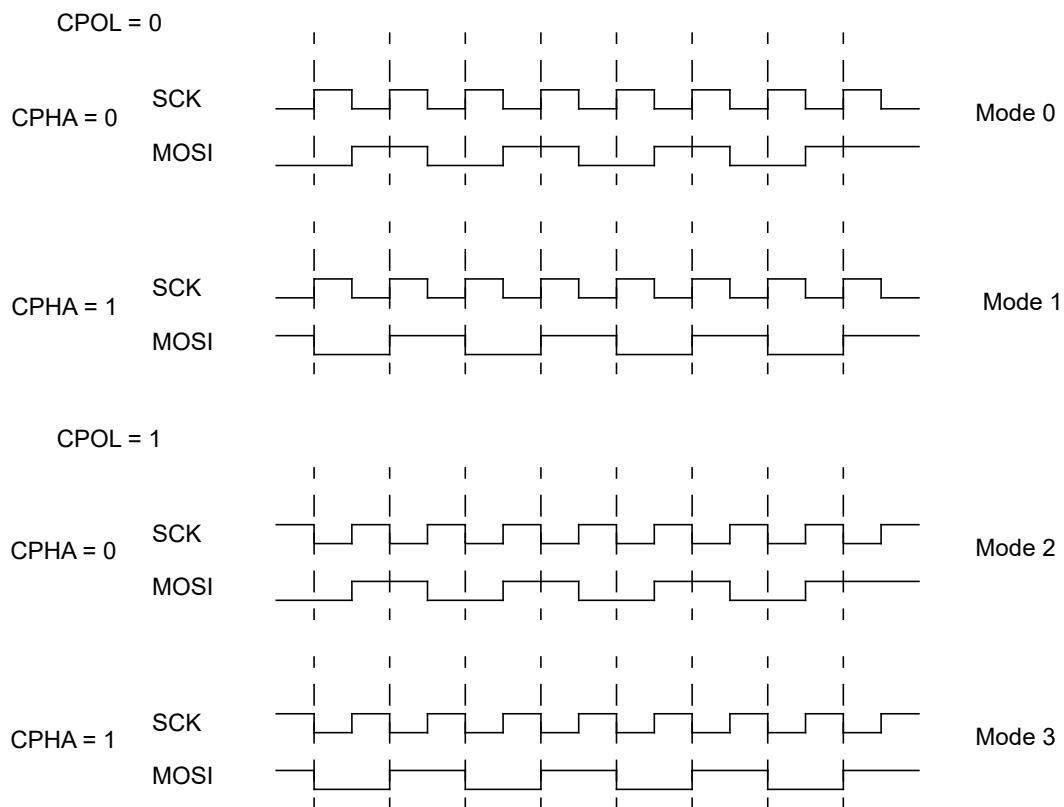 CPOL = 0
SCK
CPHA = 0
Mode 0
MOSI
SCK
CPHA = 1
Mode 1
MOSI
CPOL = 1
SCK
CPHA = 0
Mode 2
MOSI
SCK
CPHA = 1
Mode 3
MOSI